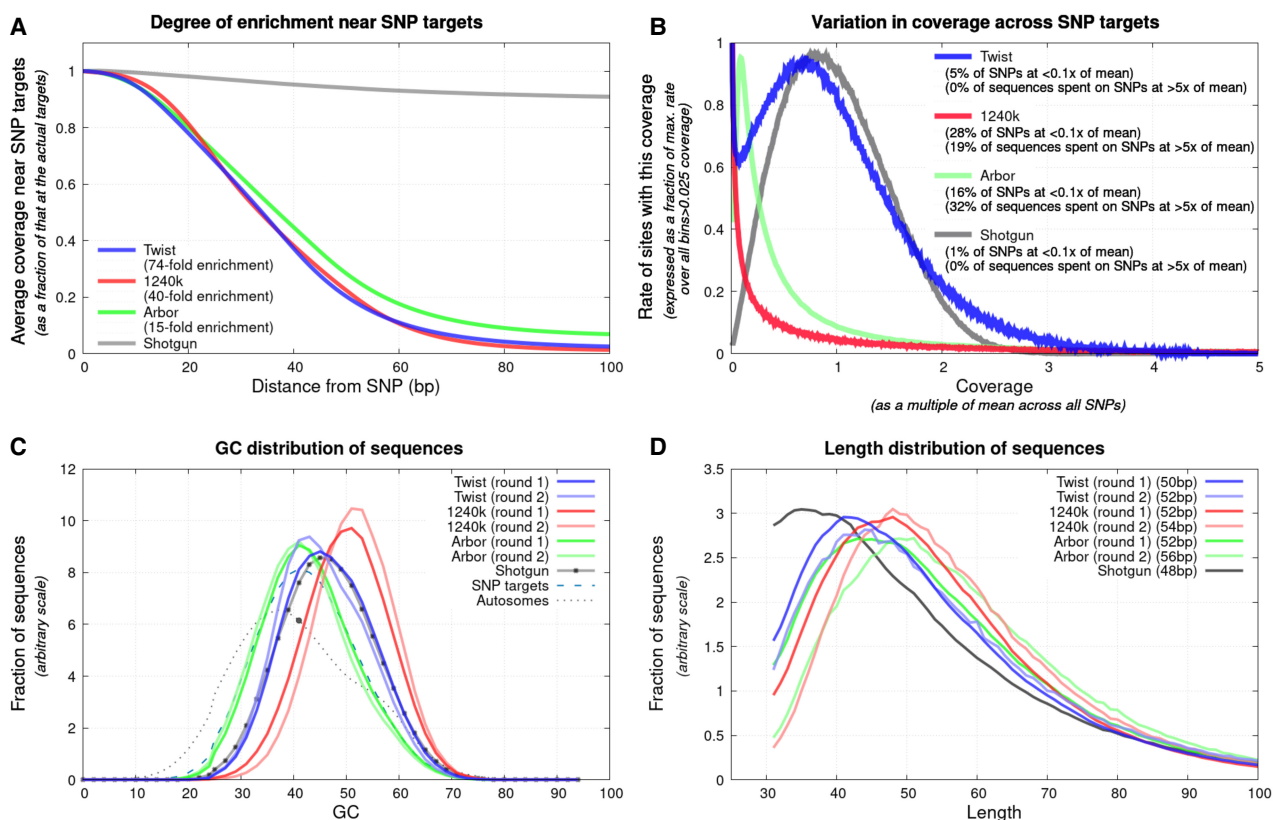 A
Degree of enrichment near SNP targets
Average coverage near SNP targets
(as a fraction of that at the actual targets)
1
0.8
0.6
0.4
0.2
0
Twist
(74-fold enrichment)
1240k
(40-fold enrichment)
Arbor
(15-fold enrichment)
Shotgun
0 20 40 60 80 100
Distance from SNP (bp)
B
Variation in coverage across SNP targets
Rate of sites with this coverage
(expressed as a fraction of max. rate
over all bins>0.025 coverage)
1
0.8
0.6
0.4
0.2
0
Twist
(5% of SNPs at <0.1x of mean)
(0% of sequences spent on SNPs at >5x of mean)
1240k
(28% of SNPs at <0.1x of mean)
(19% of sequences spent on SNPs at >5x of mean)
Arbor
(16% of SNPs at <0.1x of mean)
(32% of sequences spent on SNPs at >5x of mean)
Shotgun
(1% of SNPs at <0.1x of mean)
(0% of sequences spent on SNPs at >5x of mean)
0 1 2 3 4 5
Coverage
(as a multiple of mean across all SNPs)
C
GC distribution of sequences
Fraction of sequences
(arbitrary scale)
12
10
8
6
4
2
0
Twist (round 1)
Twist (round 2)
1240k (round 1)
1240k (round 2)
Arbor (round 1)
Arbor (round 2)
Shotgun
SNP targets
Autosomes
0 10 20 30 40 50 60 70 80 90 100
GC
D
Length distribution of sequences
Fraction of sequences
(arbitrary scale)
3.5
3
2.5
2
1.5
1
0.5
0
Twist (round 1) (50bp)
Twist (round 2) (52bp)
1240k (round 1) (52bp)
1240k (round 2) (54bp)
Arbor (round 1) (52bp)
Arbor (round 2) (56bp)
Shotgun (48bp)
30 40 50 60 70 80 90 100
Length